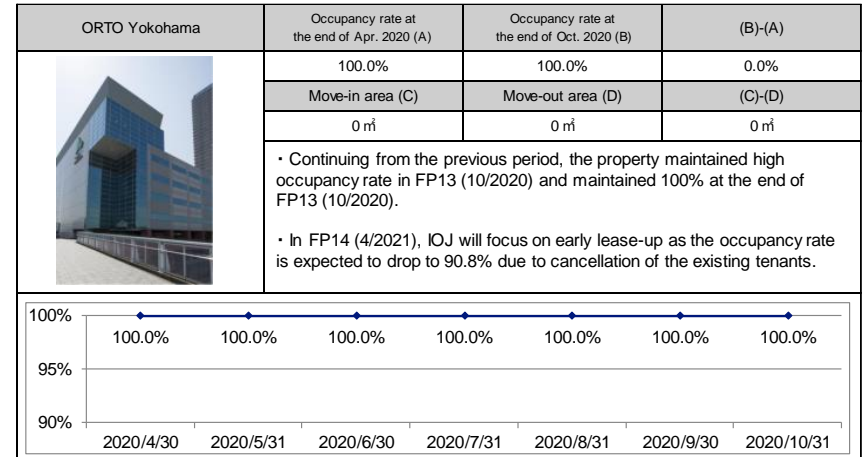 ORTO Yokohama
Occupancy rate at
the end of Apr. 2020 (A)
Occupancy rate at
the end of Oct. 2020 (B)
(B)-(A)
100.0%
100.0%
0.0%
Move-in area (C)
Move-out area (D)
(C)-(D)
0 ㎡
0 ㎡
0 ㎡
・Continuing from the previous period, the property maintained high
occupancy rate in FP13 (10/2020) and maintained 100% at the end of
FP13 (10/2020).
・In FP14 (4/2021), IOJ will focus on early lease-up as the occupancy rate
is expected to drop to 90.8% due to cancellation of the existing tenants.
100%
100.0% 100.0% 100.0% 100.0% 100.0% 100.0% 100.0%
95%
90%
2020/4/30 2020/5/31 2020/6/30 2020/7/31 2020/8/31 2020/9/30 2020/10/31